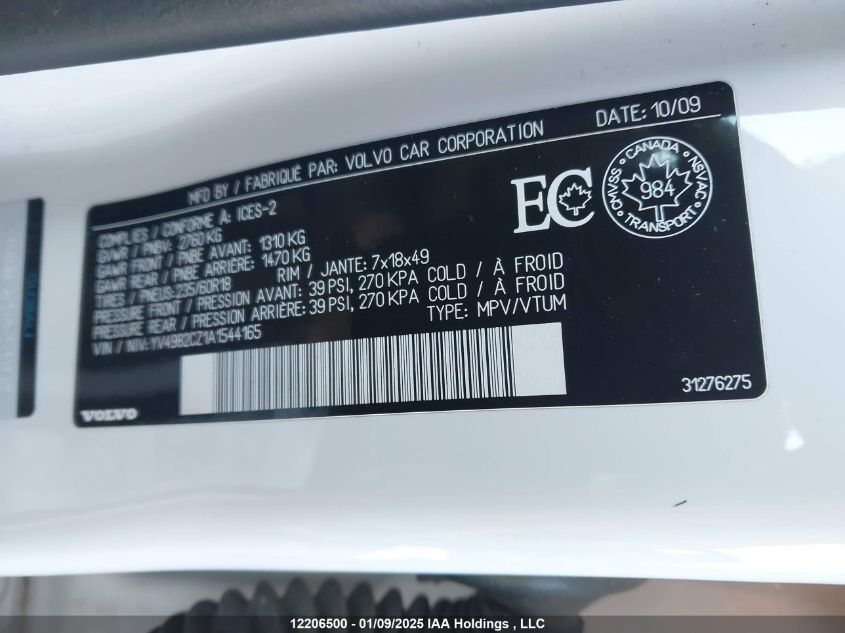 MFD BY / FABRIQUÉ PAR: VOLVO CAR CORPORATION
DATE: 10/09
COMPLIES / CONFORME À: ICES-2
GVWR / PNBV: 2760 KG
GAWR FRONT / PNBE AVANT: 1310 KG
GAWR REAR / PNBE ARRIÈRE: 1470 KG
TIRES / PNEUS:235/60R18
RIM / JANTE: 7x18x49
PRESSURE FRONT / PRESSION AVANT: 39 PSI, 270 KPA COLD / À FROID
PRESSURE REAR / PRESSION ARRIÈRE: 39 PSI, 270 KPA COLD / À FROID
VIN / NIV: YV4982CZ1A1544165
TYPE: MPV/VTUM
EC
CANADA
CMVSS
984
NSVAC
TRANSPORT
31276275
VOLVO
12206500 - 01/09/2025 IAA Holdings , LLC